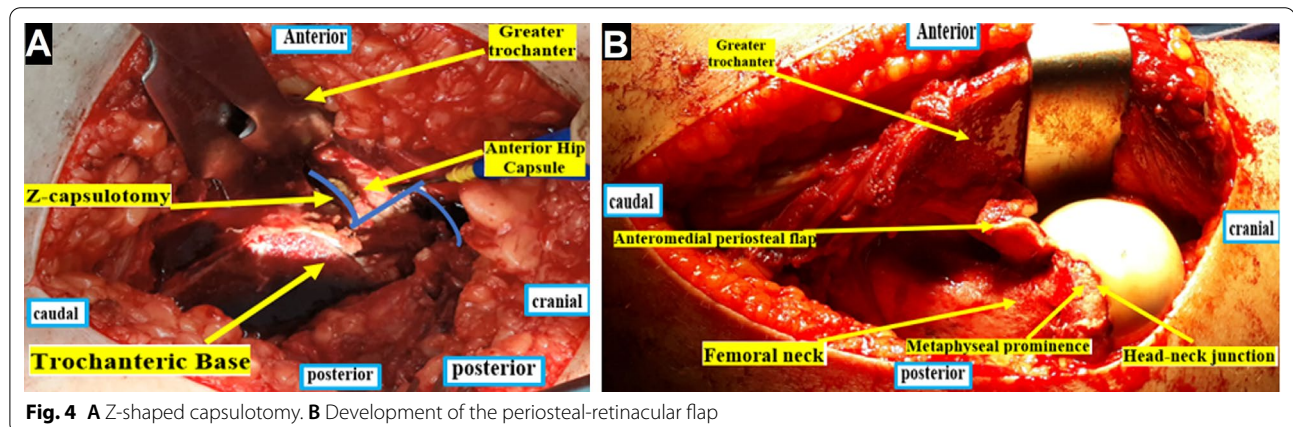 A
Anterior
Greater
trochanter
Anterior Hip
Capsule
Z-capsulotomy
caudal
cranial
Trochanteric Base
posterior
posterior
B
Anterior
Greater
trochanter
caudal
cranial
Anteromedial periosteal flap
Femoral neck
Metaphyseal prominence
Head-neck junction
posterior
Fig. 4 A Z-shaped capsulotomy. B Development of the periosteal-retinacular flap